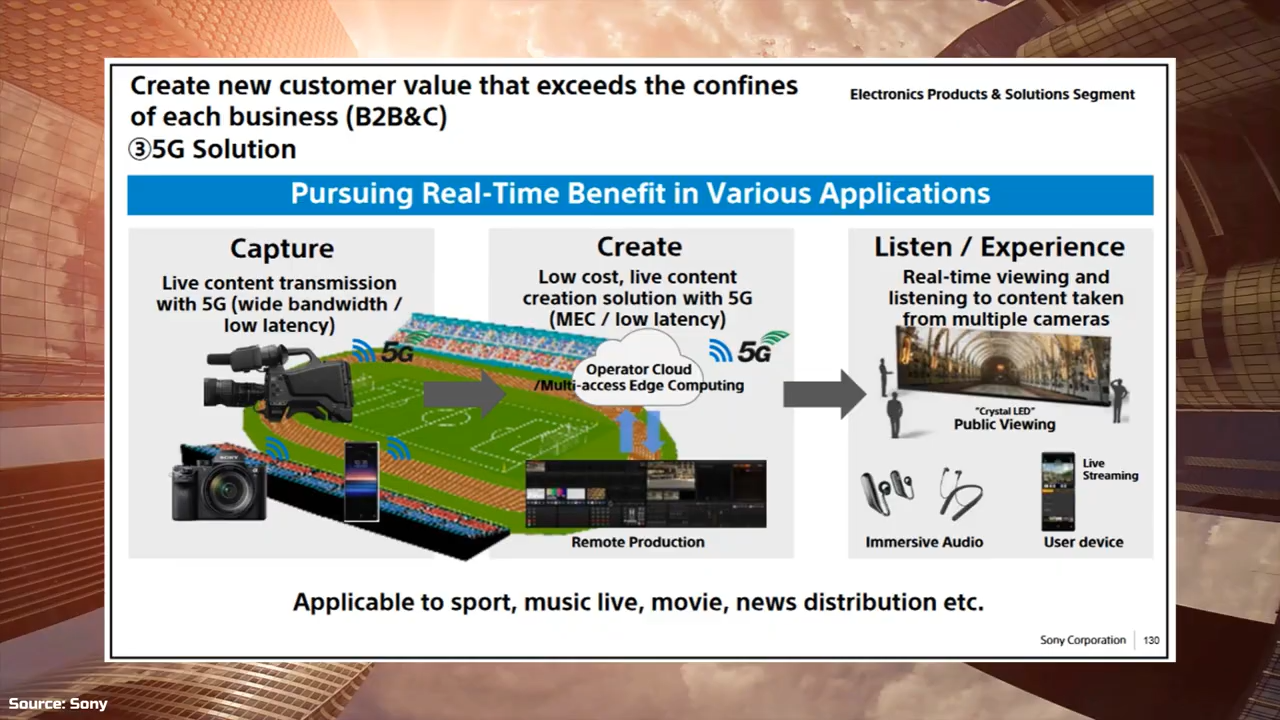 Create new customer value that exceeds the confines
of each business (B2B&C)
③5G Solution
Electronics Products & Solutions Segment
Pursuing Real-Time Benefit in Various Applications
Capture
Live content transmission
with 5G (wide bandwidth /
low latency)
5G
SONY
Create
Low cost, live content
creation solution with 5G
(MEC / low latency)
5G
Operator Cloud
/Multi-access Edge Computing
Remote Production
Listen / Experience
Real-time viewing and
listening to content taken
from multiple cameras
"Crystal LED"
Public Viewing
Live
Streaming
Immersive Audio
User device
Applicable to sport, music live, movie, news distribution etc.
Sony Corporation
130
Source: Sony